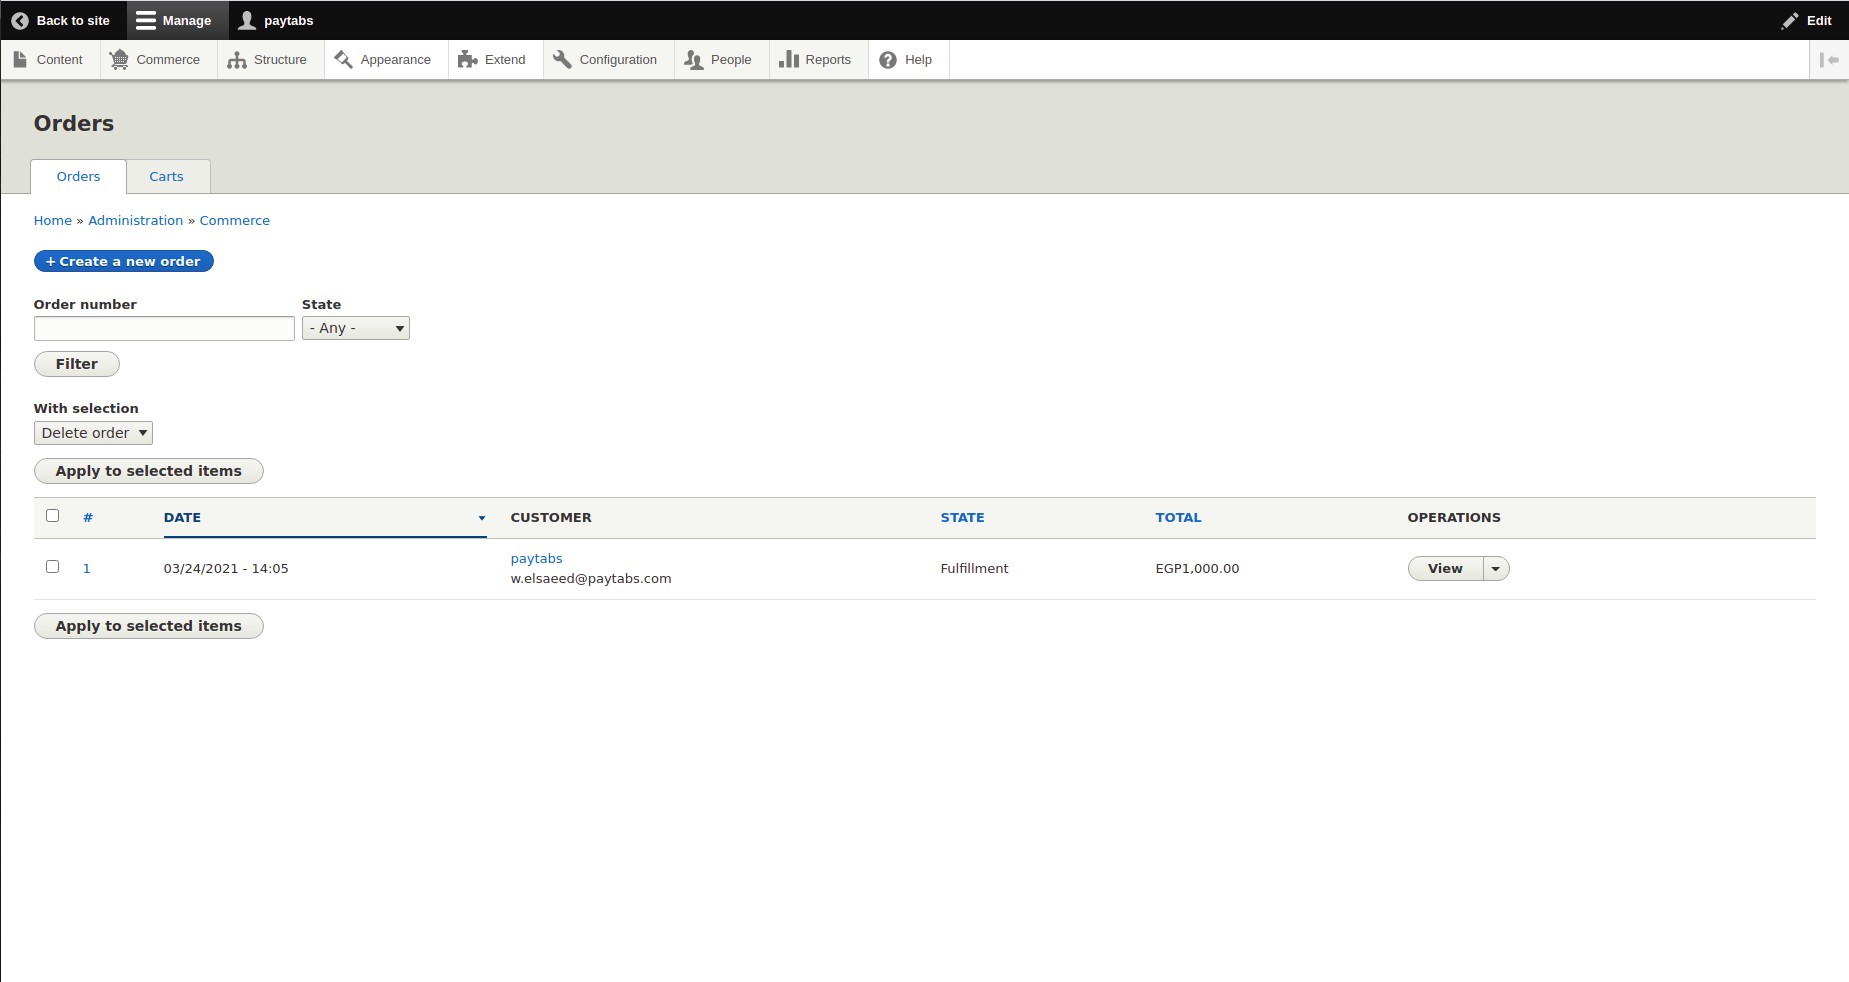 Back to site Manage paytabs Edit
Content Commerce Structure Appearance Extend Configuration People Reports Help
Orders
Orders Carts
Home » Administration » Commerce
+ Create a new order
Order number State
- Any -
Filter
With selection
Delete order
Apply to selected items
# DATE CUSTOMER STATE TOTAL OPERATIONS
1 03/24/2021 - 14:05 paytabs Fulfillment EGP1,000.00 View
w.elsaeed@paytabs.com
Apply to selected items